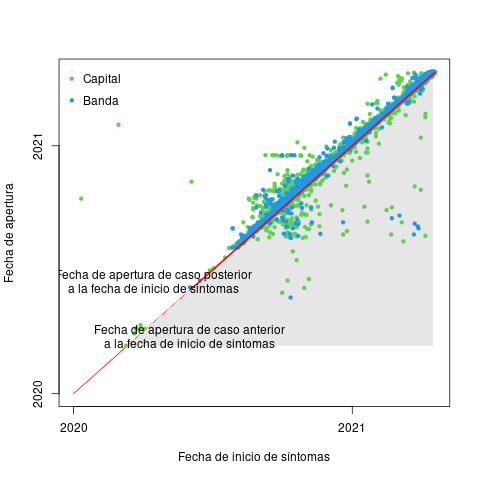 Capital
Banda
2021
Fecha de apertura
Fecha de apertura de caso posterior
a la fecha de inicio de síntomas
Fecha de apertura de caso anterior
a la fecha de inicio de sintomas
2020
2020
2021
Fecha de inicio de síntomas